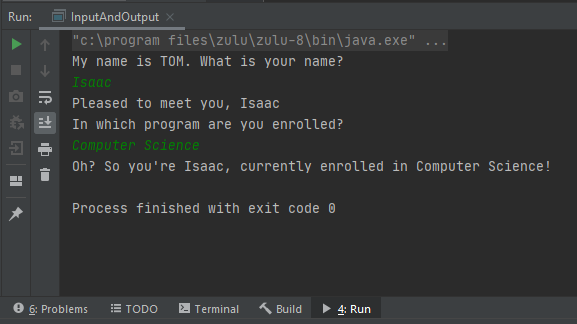 Run: InputAndOutput ×
"c:\program files\zulu\zulu-8\bin\java.exe" ...
My name is TOM. What is your name?
Isaac
Pleased to meet you, Isaac
In which program are you enrolled?
Computer Science
Oh? So you're Isaac, currently enrolled in Computer Science!
Process finished with exit code 0
6: Problems TODO Terminal Build 4: Run